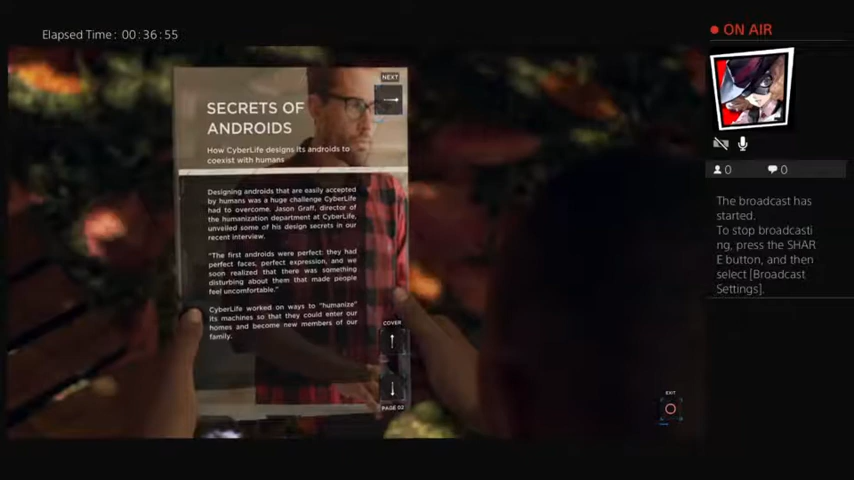 Elapsed Time : 00:36:55
ON AIR
NEXT
SECRETS OF
ANDROIDS
How CyberLife designs its androids to
coexist with humans
Designing androids that are easily accepted
by humans was a huge challenge CyberLife
had to overcome. Jason Graff, director of
the humanization department at CyberLife,
unveiled some of his design secrets in our
recent interview.
"The first androids were perfect: they had
perfect faces, perfect expression, and we
soon realized that there was something
disturbing about them that made people
feel uncomfortable."
CyberLife worked on ways to "humanize"
its machines so that they could enter our
homes and become new members of our
family.
COVER
PAGE 02
EXIT
0
0
The broadcast has
started.
To stop broadcasti
ng, press the SHAR
E button, and then
select [Broadcast
Settings].